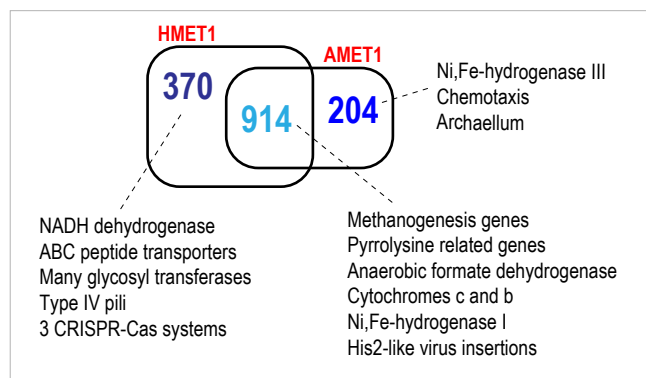 HMET1
AMET1
370
914
204
Ni,Fe-hydrogenase III
Chemotaxis
Archaellum
NADH dehydrogenase
ABC peptide transporters
Many glycosyl transferases
Type IV pili
3 CRISPR-Cas systems
Methanogenesis genes
Pyrrolysine related genes
Anaerobic formate dehydrogenase
Cytochromes c and b
Ni,Fe-hydrogenase I
His2-like virus insertions